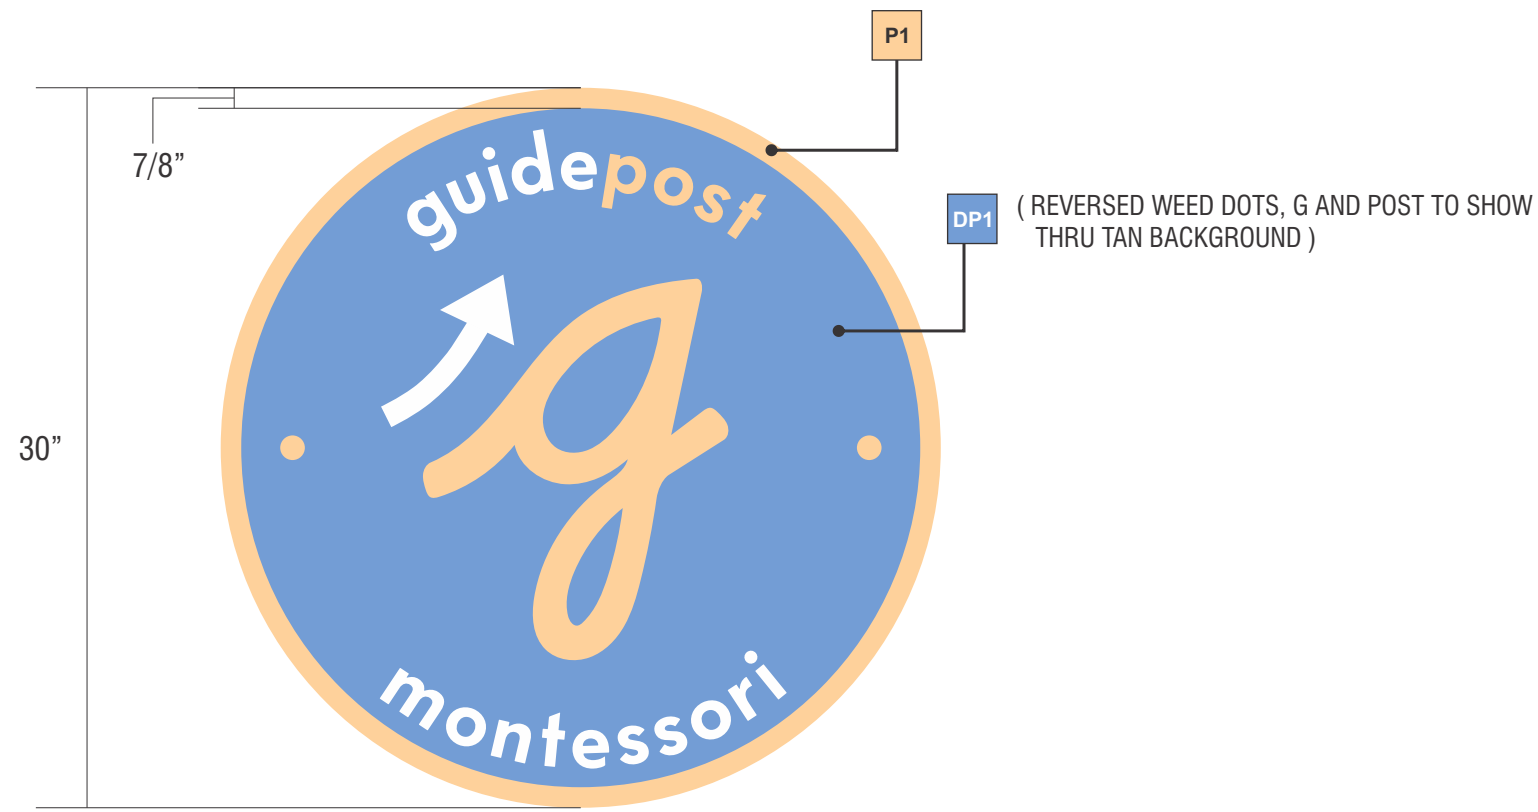 P1
7/8”
guidepost
DP1
( REVERSED WEED DOTS, G AND POST TO SHOW
THRU TAN BACKGROUND )
g
30”
montessori